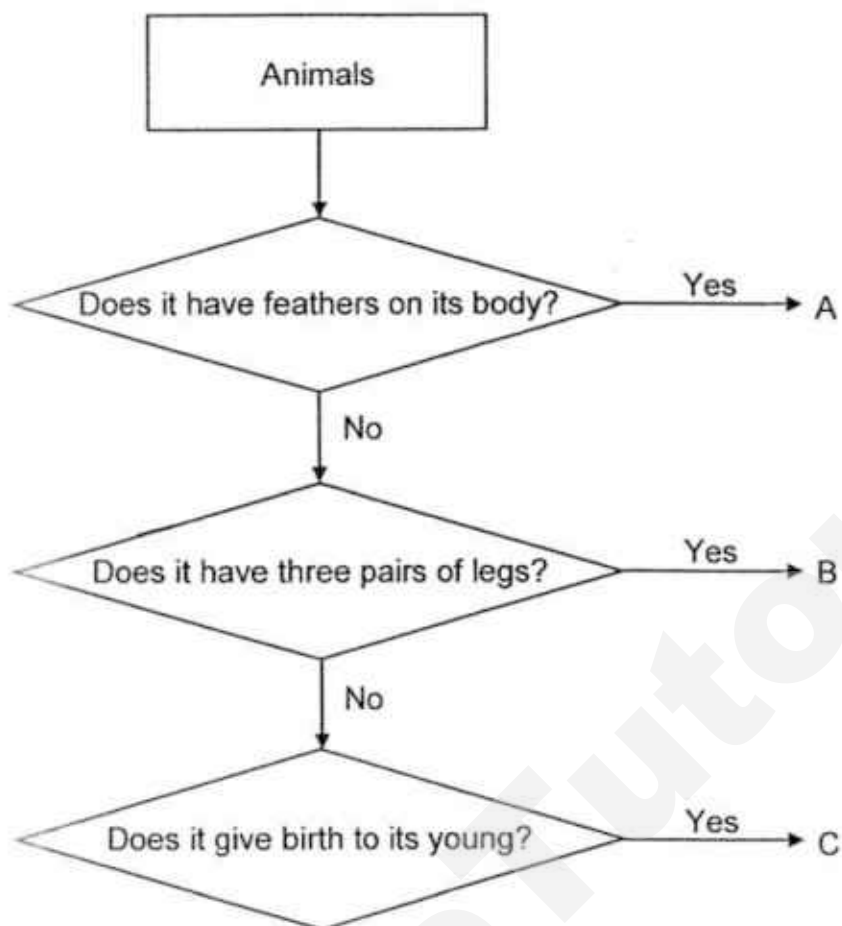 Animals
Does it have feathers on its body?
Yes
A
No
Does it have three pairs of legs?
Yes
B
No
Does it give birth to its young?
Yes
C